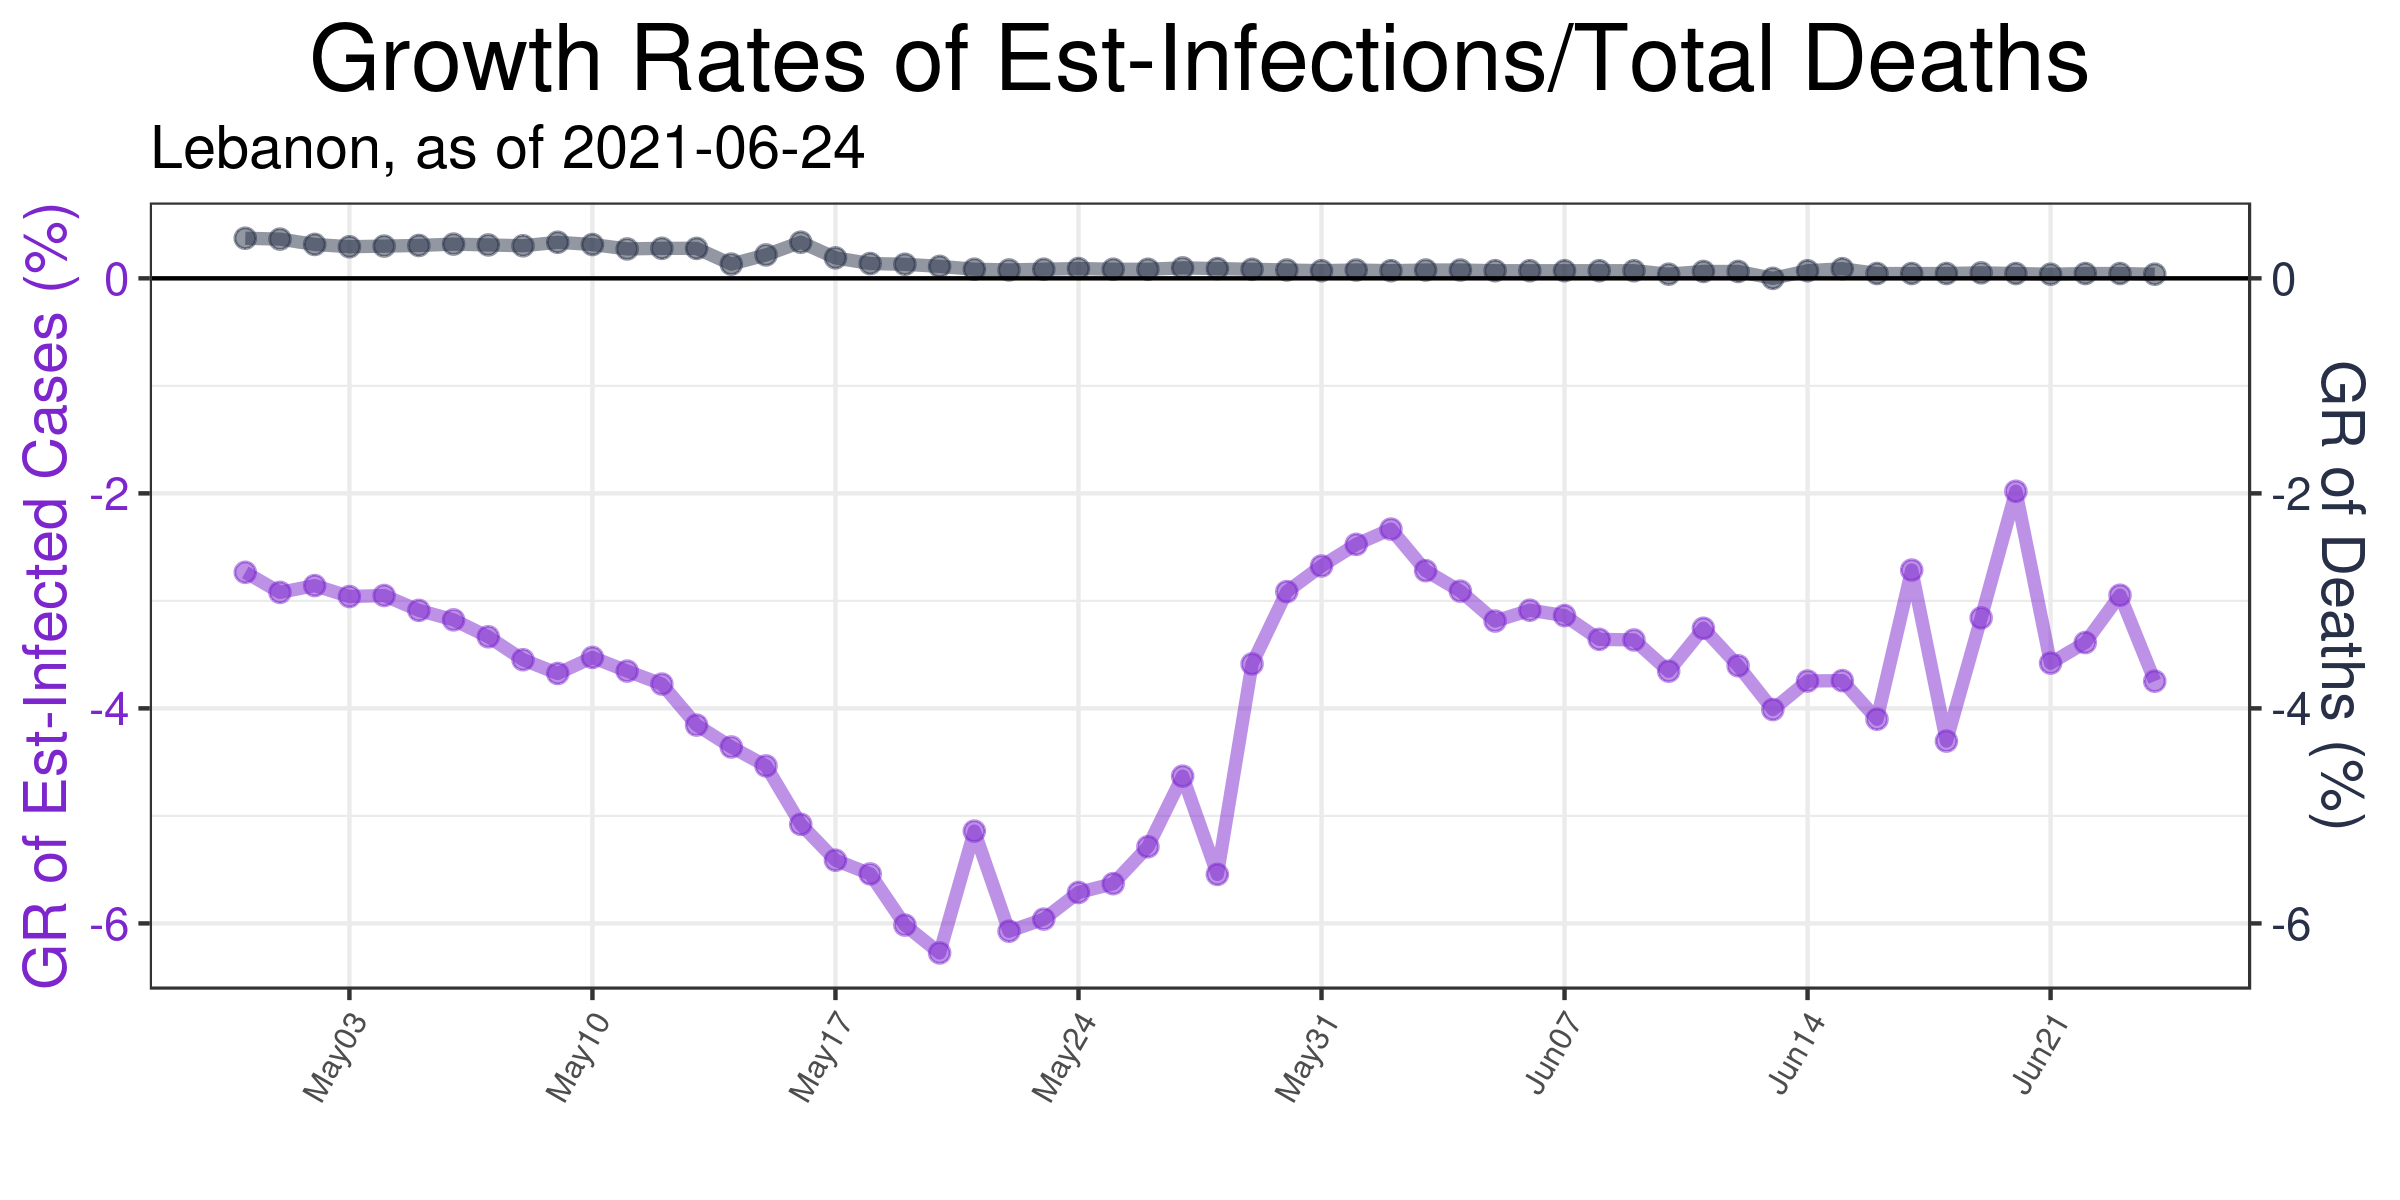 Growth Rates of Est-Infections/Total Deaths
Lebanon, as of 2021-06-24
GR of Est-Infected Cases (%)
0
-2
-4
-6
0
-2
-4
-6
GR of Deaths (%)
May03
May10
May17
May24
May31
Jun07
Jun14
Jun21